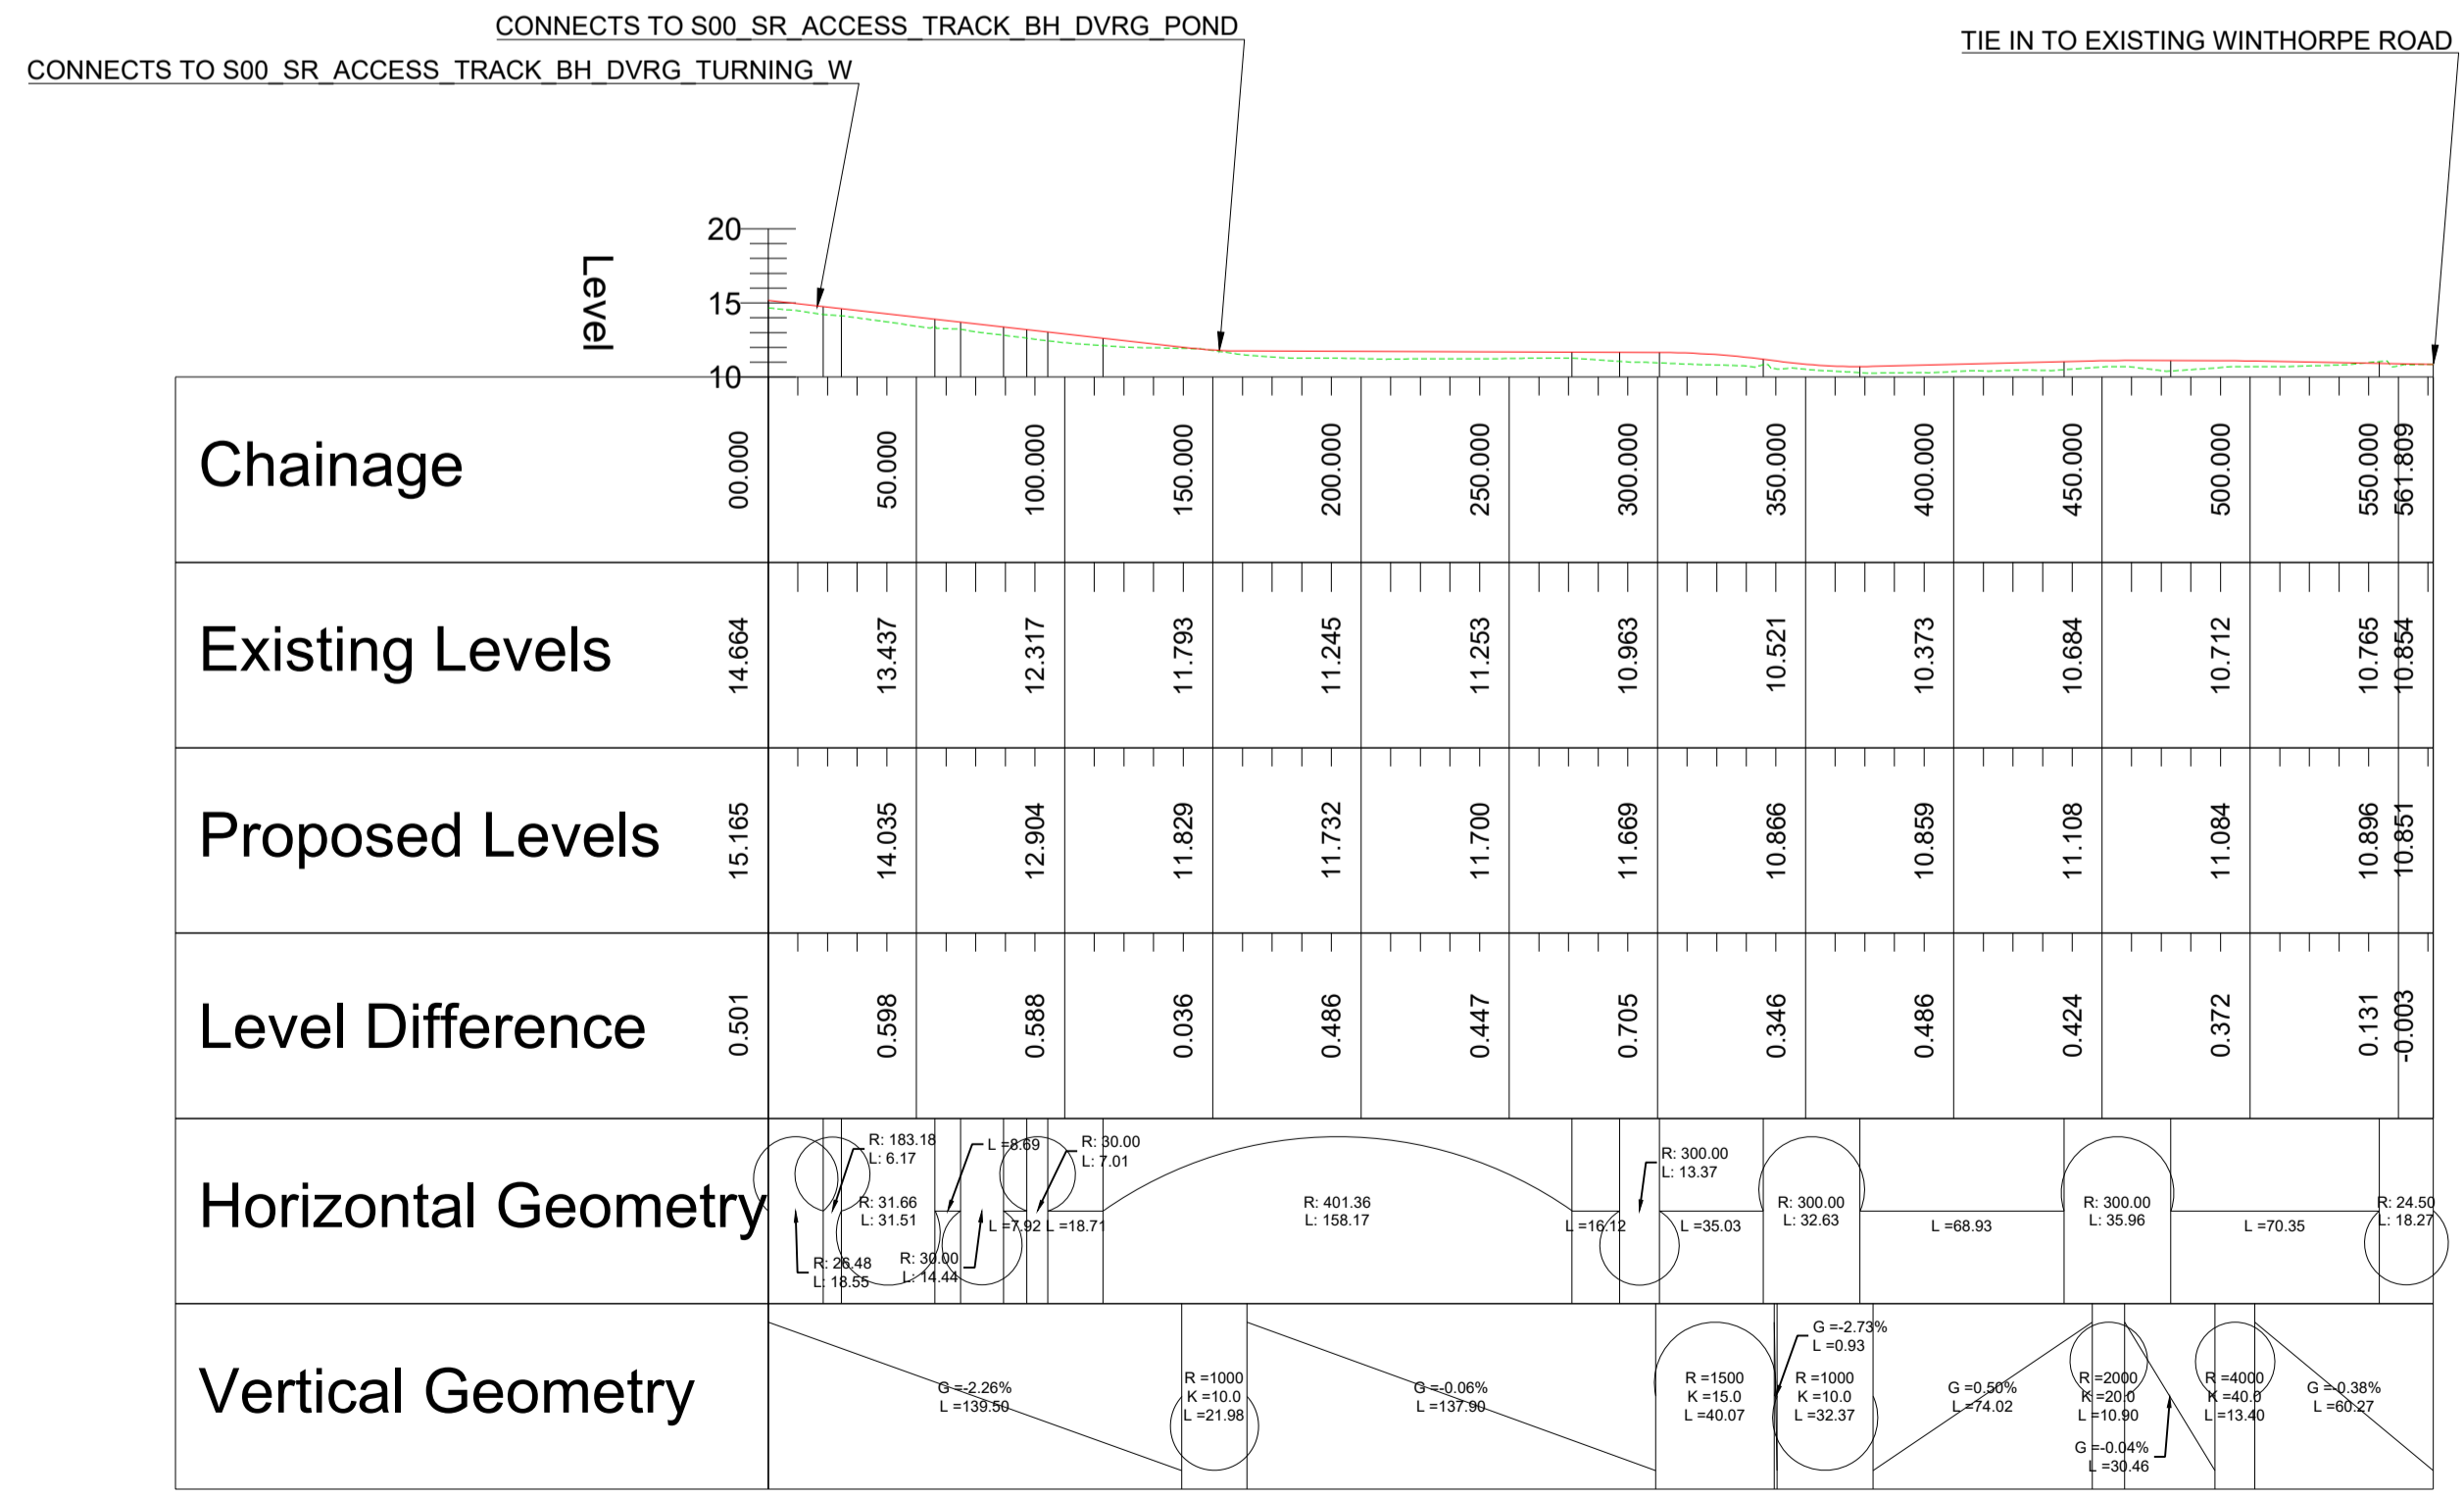 CONNECTS TO S00_SR_ACCESS_TRACK_BH_DVRG_POND
TIE IN TO EXISTING WINTHORPE ROAD
CONNECTS TO S00_SR_ACCESS_TRACK_BH_DVRG_TURNING_W
Level
20
15
10
Chainage 00.000 50.000 100.000 150.000 200.000 250.000 300.000 350.000 400.000 450.000 500.000 550.000 561.809
Existing Levels 14.664 13.437 12.317 11.793 11.245 11.253 10.963 10.521 10.373 10.684 10.712 10.765 10.854
Proposed Levels 15.165 14.035 12.904 11.829 11.732 11.700 11.669 10.866 10.859 11.108 11.084 10.896 10.851
Level Difference 0.501 0.598 0.588 0.036 0.486 0.447 0.705 0.346 0.486 0.424 0.372 0.131 -0.003
Horizontal Geometry
R: 26.48
L: 18.55
R: 183.18
L: 6.17
R: 31.66
L: 31.51
L =8.69
R: 30.00
L: 14.44
L =7.92
R: 30.00
L: 7.01
L =18.71
R: 401.36
L: 158.17
L =16.12
R: 300.00
L: 13.37
L =35.03
R: 300.00
L: 32.63
L =68.93
R: 300.00
L: 35.96
L =70.35
R: 24.50
L: 18.27
Vertical Geometry
G =-2.26%
L =139.50
R =1000
K =10.0
L =21.98
G =-0.06%
L =137.90
R =1500
K =15.0
L =40.07
G =-2.73%
L =0.93
R =1000
K =10.0
L =32.37
G =0.50%
L =74.02
R =2000
K =20.0
L =10.90
G =-0.04%
L =30.46
R =4000
K =40.0
L =13.40
G =-0.38%
L =60.27